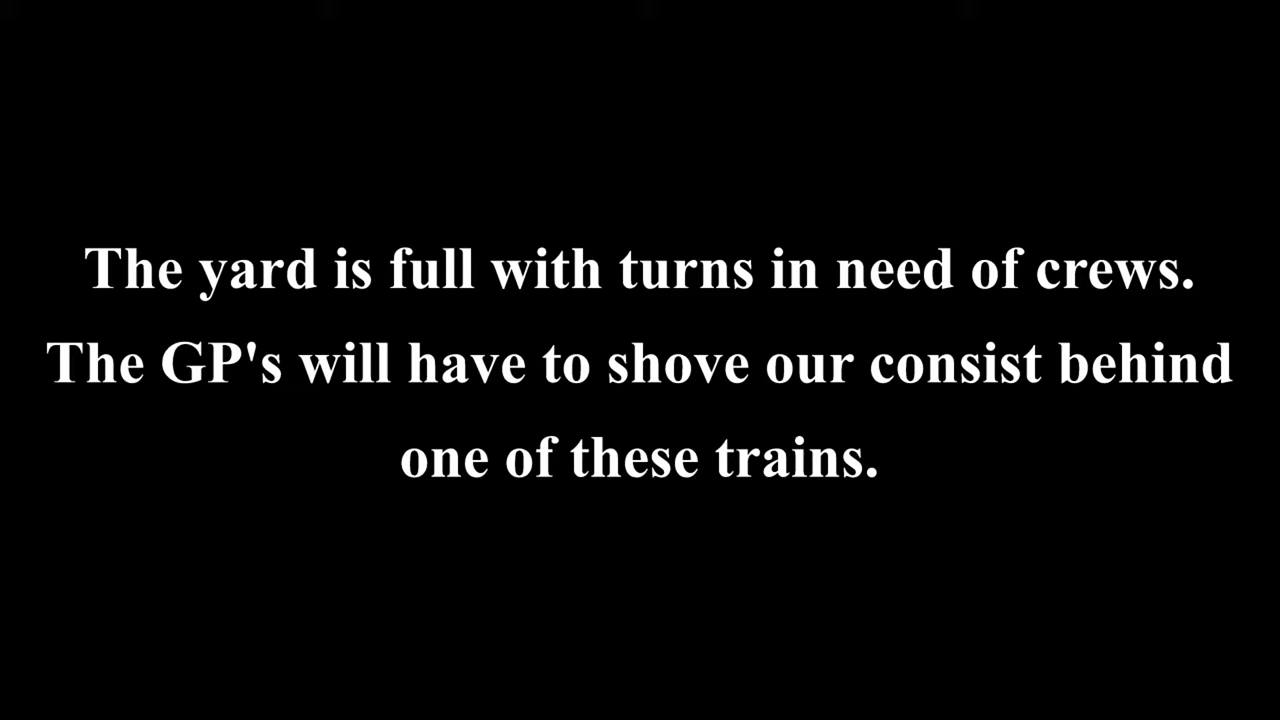 The yard is full with turns in need of crews.
The GP's will have to shove our consist behind
one of these trains.